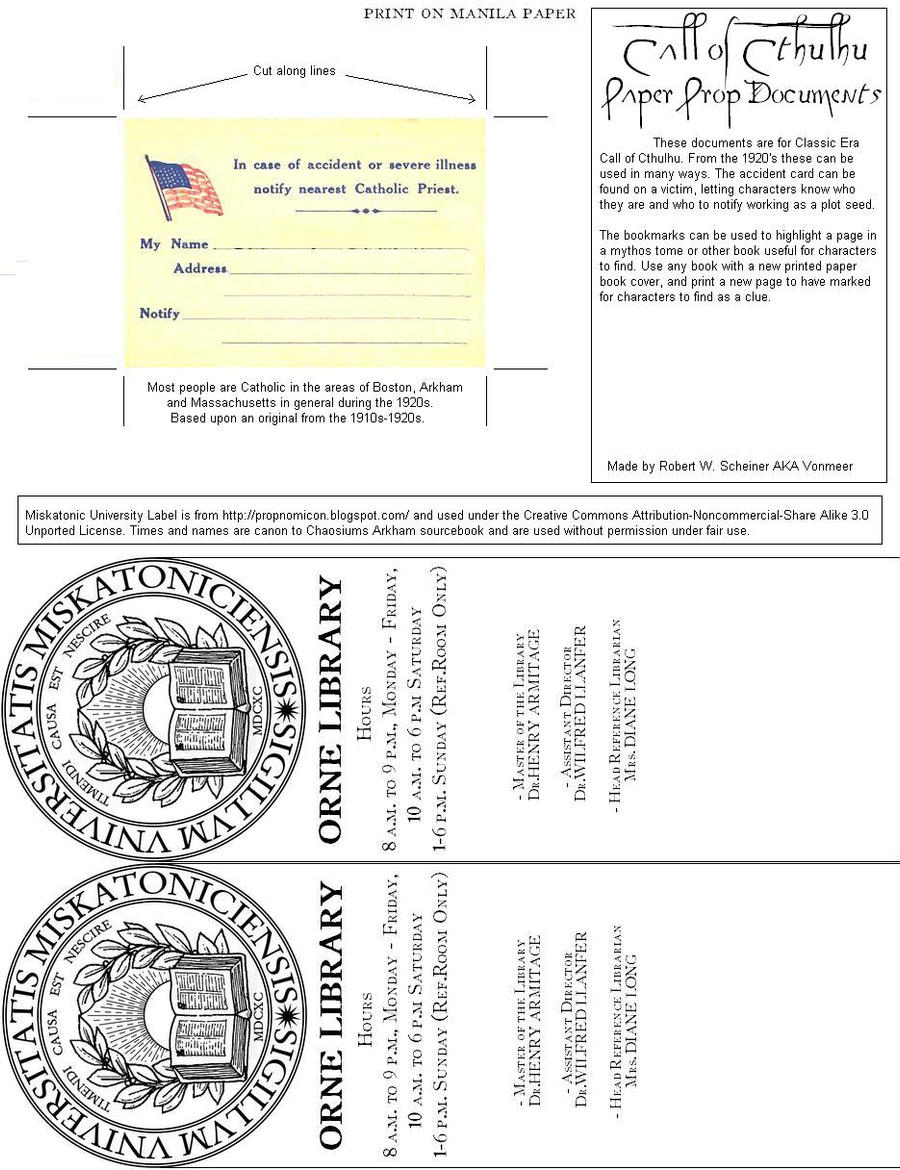 PRINT ON MANILA PAPER
Cut along lines
In case of accident or severe illness
notify nearest Catholic Priest.
My Name
Address
Notify
Most people are Catholic in the areas of Boston, Arkham
and Massachusetts in general during the 1920s.
Based upon an original from the 1910s-1920s.
Call of Cthulhu
Paper Prop Documents
These documents are for Classic Era
Call of Cthulhu. From the 1920's these can be
used in many ways. The accident card can be
found on a victim, letting characters know who
they are and who to notify working as a plot seed.
The bookmarks can be used to highlight a page in
a mythos tome or other book useful for characters
to find. Use any book with a new printed paper
book cover, and print a new page to have marked
for characters to find as a clue.
Made by Robert W. Scheiner AKA Vonmeer
Miskatonic University Label is from http://propnomicon.blogspot.com/ and used under the Creative Commons Attribution-Noncommercial-Share Alike 3.0
Unported License. Times and names are canon to Chaosiums Arkham sourcebook and are used without permission under fair use.
SIGILLVM VNIVERSITATIS MISKATONICIENSIS
TIMENDI CAUSA EST NESCIRE
MDCXC
ORNE LIBRARY
Hours
8 a.m. to 9 p.m., Monday - Friday,
10 a.m. to 6 p.m Saturday
1-6 p.m. Sunday (Ref.Room Only)
- Master of the Library
Dr.HENRY ARMITAGE
- Assistant Director
Dr.WILFRED LLANFER
- Head Reference Librarian
Mrs. DIANE LONG
SIGILLVM VNIVERSITATIS MISKATONICIENSIS
TIMENDI CAUSA EST NESCIRE
MDCXC
ORNE LIBRARY
Hours
8 a.m. to 9 p.m., Monday - Friday,
10 a.m. to 6 p.m Saturday
1-6 p.m. Sunday (Ref.Room Only)
- Master of the Library
Dr.HENRY ARMITAGE
- Assistant Director
Dr.WILFRED LLANFER
- Head Reference Librarian
Mrs. DIANE LONG